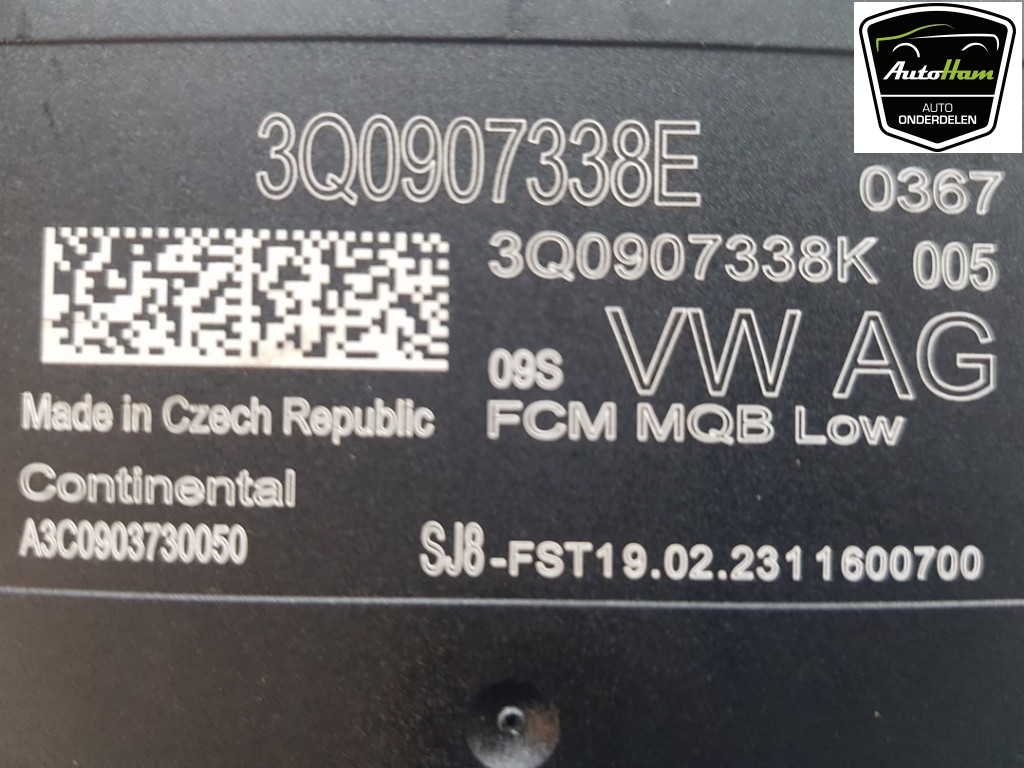 AutoHam
AUTO
ONDERDELEN
3Q0907338E
0367
3Q0907338K 005
09S VW AG
Made in Czech Republic
FCM MQB Low
Continental
A3C0903730050
SJ8-FST19.02.2311600700